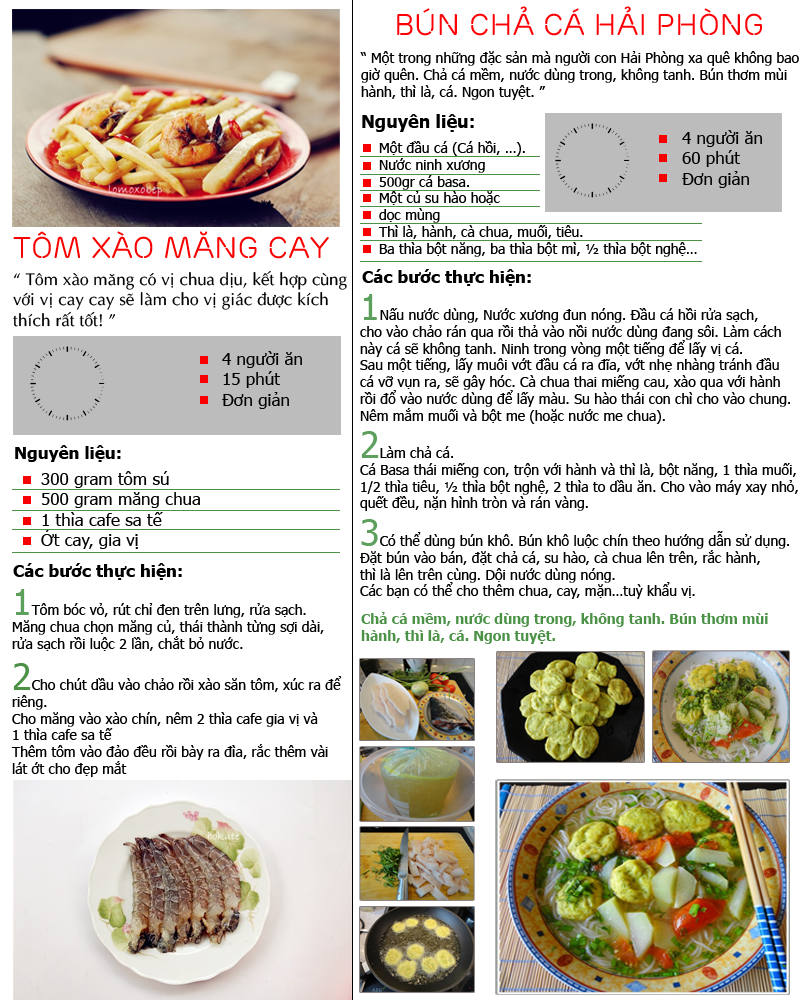 lomoxobep
TÔM XÀO MĂNG CAY
“ Tôm xào măng có vị chua dịu, kết hợp cùng
với vị cay cay sẽ làm cho vị giác được kích
thích rất tốt! ”
4 người ăn
15 phút
Đơn giản
Nguyên liệu:
300 gram tôm sú
500 gram măng chua
1 thìa cafe sa tế
Ớt cay, gia vị
Các bước thực hiện:
1Tôm bóc vỏ, rút chỉ đen trên lưng, rửa sạch.
Măng chua chọn măng củ, thái thành từng sợi dài,
rửa sạch rồi luộc 2 lần, chắt bỏ nước.
2Cho chút dầu vào chảo rồi xào săn tôm, xúc ra để
riêng.
Cho măng vào xào chín, nêm 2 thìa cafe gia vị và
1 thìa cafe sa tế
Thêm tôm vào đảo đều rồi bày ra đìa, rắc thêm vài
lát ớt cho đẹp mắt
BÚN CHẢ CÁ HẢI PHÒNG
“ Một trong những đặc sản mà người con Hải Phòng xa quê không bao
giờ quên. Chả cá mềm, nước dùng trong, không tanh. Bún thơm mùi
hành, thì là, cá. Ngon tuyệt. ”
Nguyên liệu:
Một đầu cá (Cá hồi, ...).
Nước ninh xương
500gr cá basa.
Một củ su hào hoặc
dọc mùng
Thì là, hành, cà chua, muối, tiêu.
Ba thìa bột năng, ba thìa bột mì, ½ thìa bột nghệ...
4 người ăn
60 phút
Đơn giản
Các bước thực hiện:
1Nấu nước dùng, Nước xương đun nóng. Đầu cá hồi rửa sạch,
cho vào chảo rán qua rồi thả vào nồi nước dùng đang sôi. Làm cách
này cá sẽ không tanh. Ninh trong vòng một tiếng để lấy vị cá.
Sau một tiếng, lấy muôi vớt đầu cá ra đĩa, vớt nhẹ nhàng tránh đầu
cá vỡ vụn ra, sẽ gây hóc. Cà chua thai miếng cau, xào qua với hành
rồi đổ vào nước dùng để lấy màu. Su hào thái con chì cho vào chung.
Nêm mắm muối và bột me (hoặc nước me chua).
2Làm chả cá.
Cá Basa thái miếng con, trộn với hành và thì là, bột năng, 1 thìa muối,
1/2 thìa tiêu, ½ thìa bột nghệ, 2 thìa to dầu ăn. Cho vào máy xay nhỏ,
quết đều, nặn hình tròn và rán vàng.
3Có thể dùng bún khô. Bún khô luộc chín theo hướng dẫn sử dụng.
Đặt bún vào bán, đặt chả cá, su hào, cà chua lên trên, rắc hành,
thì là lên trên cùng. Dội nước dùng nóng.
Các bạn có thể cho thêm chua, cay, mặn...tuỳ khẩu vị.
Chả cá mềm, nước dùng trong, không tanh. Bún thơm mùi
hành, thì là, cá. Ngon tuyệt.